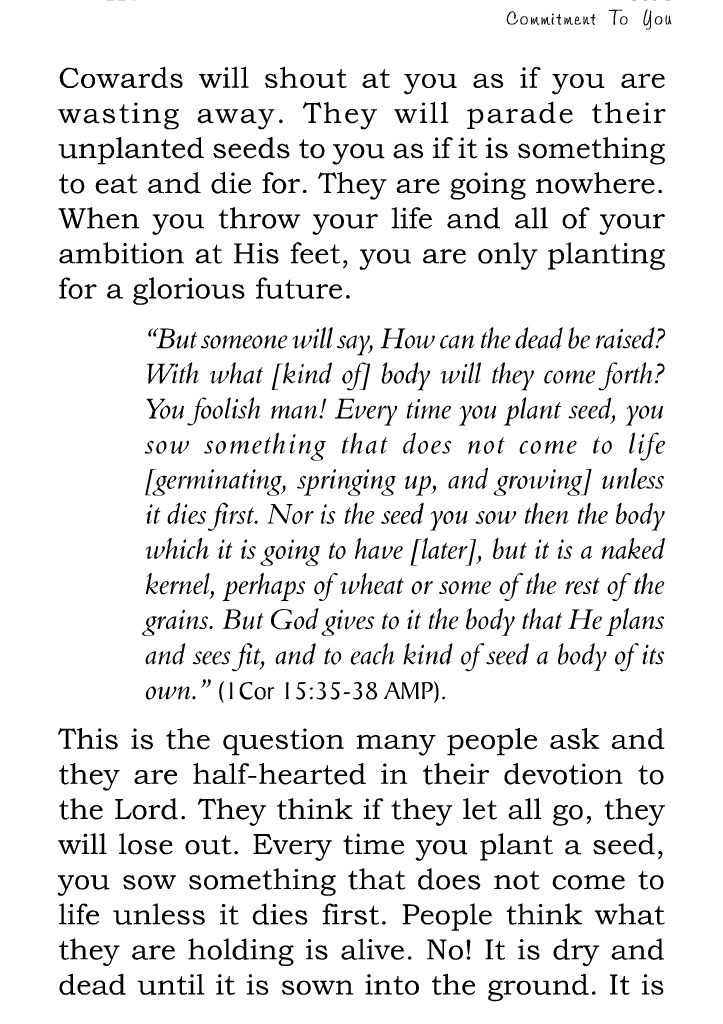 Commitment To You
Cowards will shout at you as if you are
wasting away. They will parade their
unplanted seeds to you as if it is something
to eat and die for. They are going nowhere.
When you throw your life and all of your
ambition at His feet, you are only planting
for a glorious future.
“But someone will say, How can the dead be raised?
With what [kind of] body will they come forth?
You foolish man! Every time you plant seed, you
sow something that does not come to life
[germinating, springing up, and growing] unless
it dies first. Nor is the seed you sow then the body
which it is going to have [later], but it is a naked
kernel, perhaps of wheat or some of the rest of the
grains. But God gives to it the body that He plans
and sees fit, and to each kind of seed a body of its
own.” (1Cor 15:35-38 AMP).
This is the question many people ask and
they are half-hearted in their devotion to
the Lord. They think if they let all go, they
will lose out. Every time you plant a seed,
you sow something that does not come to
life unless it dies first. People think what
they are holding is alive. No! It is dry and
dead until it is sown into the ground. It is